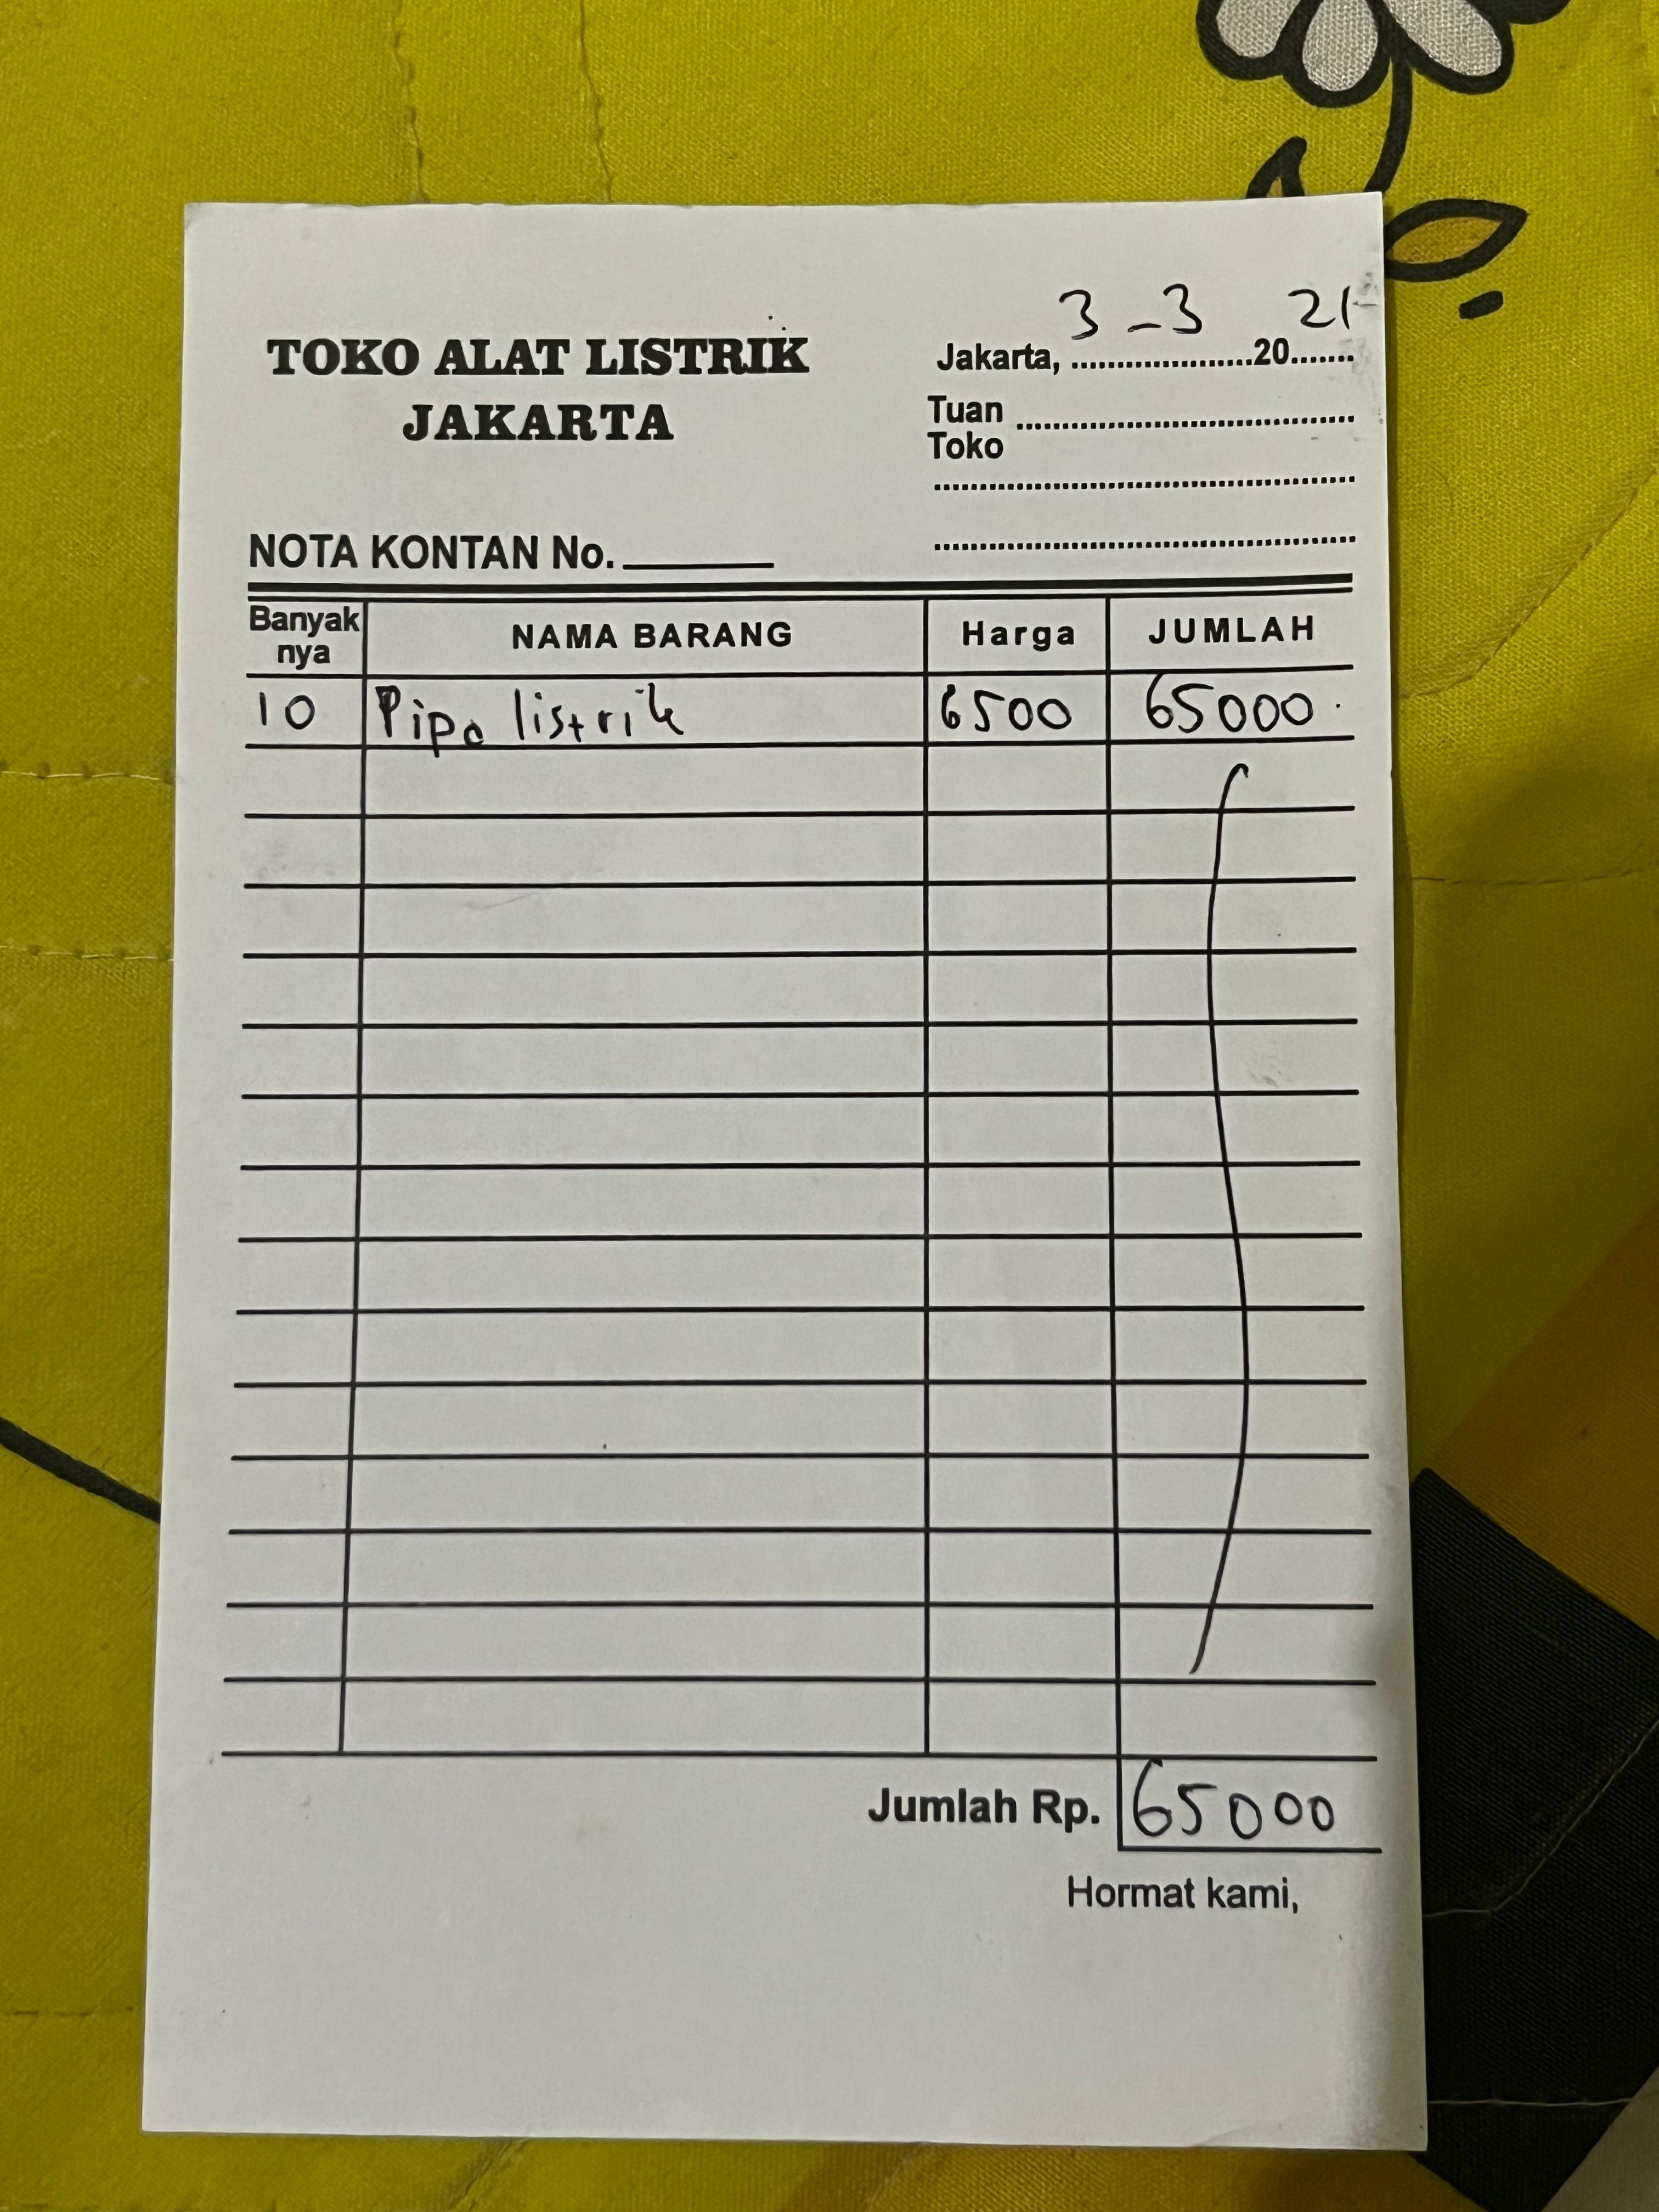 TOKO ALAT LISTRIK
JAKARTA
Jakarta, 3 - 3 20 21
Tuan
Toko
NOTA KONTAN No.
Banyak nya NAMA BARANG Harga JUMLAH
10 Pipa listrik 6500 65000
Jumlah Rp. 65000
Hormat kami,